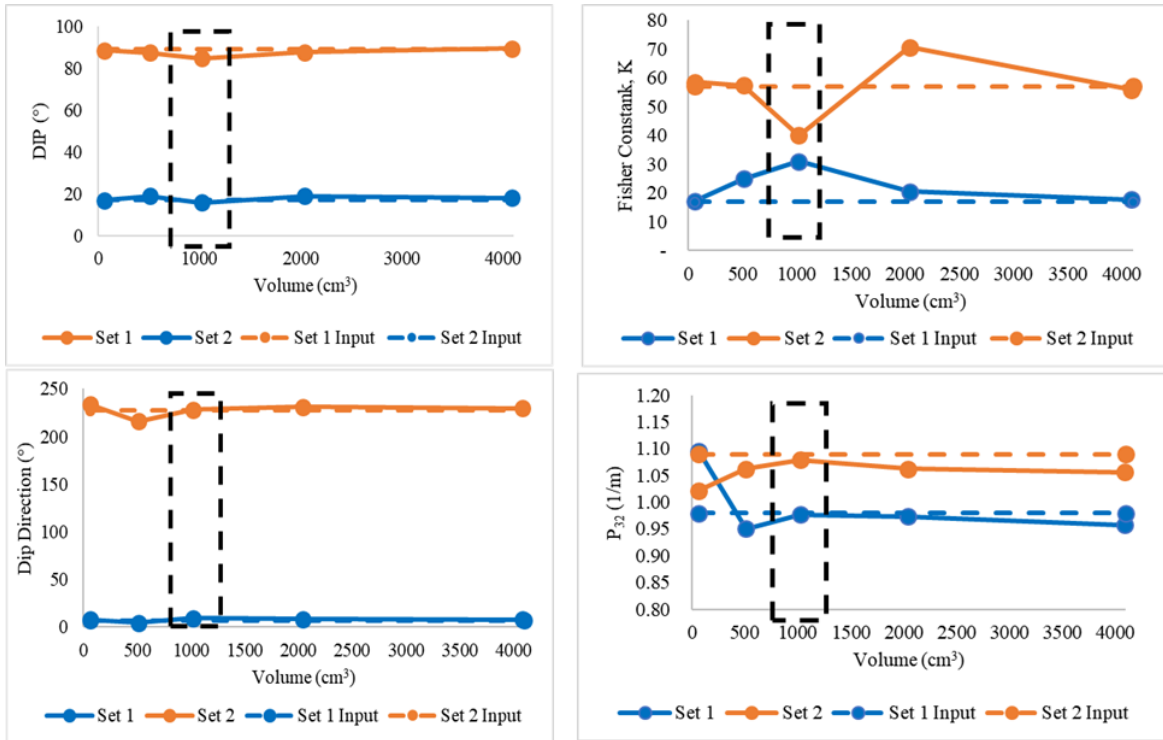 DIP (°)
100
80
60
40
20
0
0 1000 2000 3000 4000
Volume (cm³)
Set 1 Set 2 Set 1 Input Set 2 Input
Fisher Constank, K
80
70
60
50
40
30
20
10
-
0 500 1000 1500 2000 2500 3000 3500 4000
Volume (cm³)
Set 1 Set 2 Set 1 Input Set 2 Input
Dip Direction (°)
250
200
150
100
50
0
0 500 1000 1500 2000 2500 3000 3500 4000
Volume (cm³)
Set 1 Set 2 Set 1 Input Set 2 Input
P₃₂ (1/m)
1.20
1.15
1.10
1.05
1.00
0.95
0.90
0.85
0.80
0 500 1000 1500 2000 2500 3000 3500 4000
Volume (cm³)
Set 1 Set 2 Set 1 Input Set 2 Input